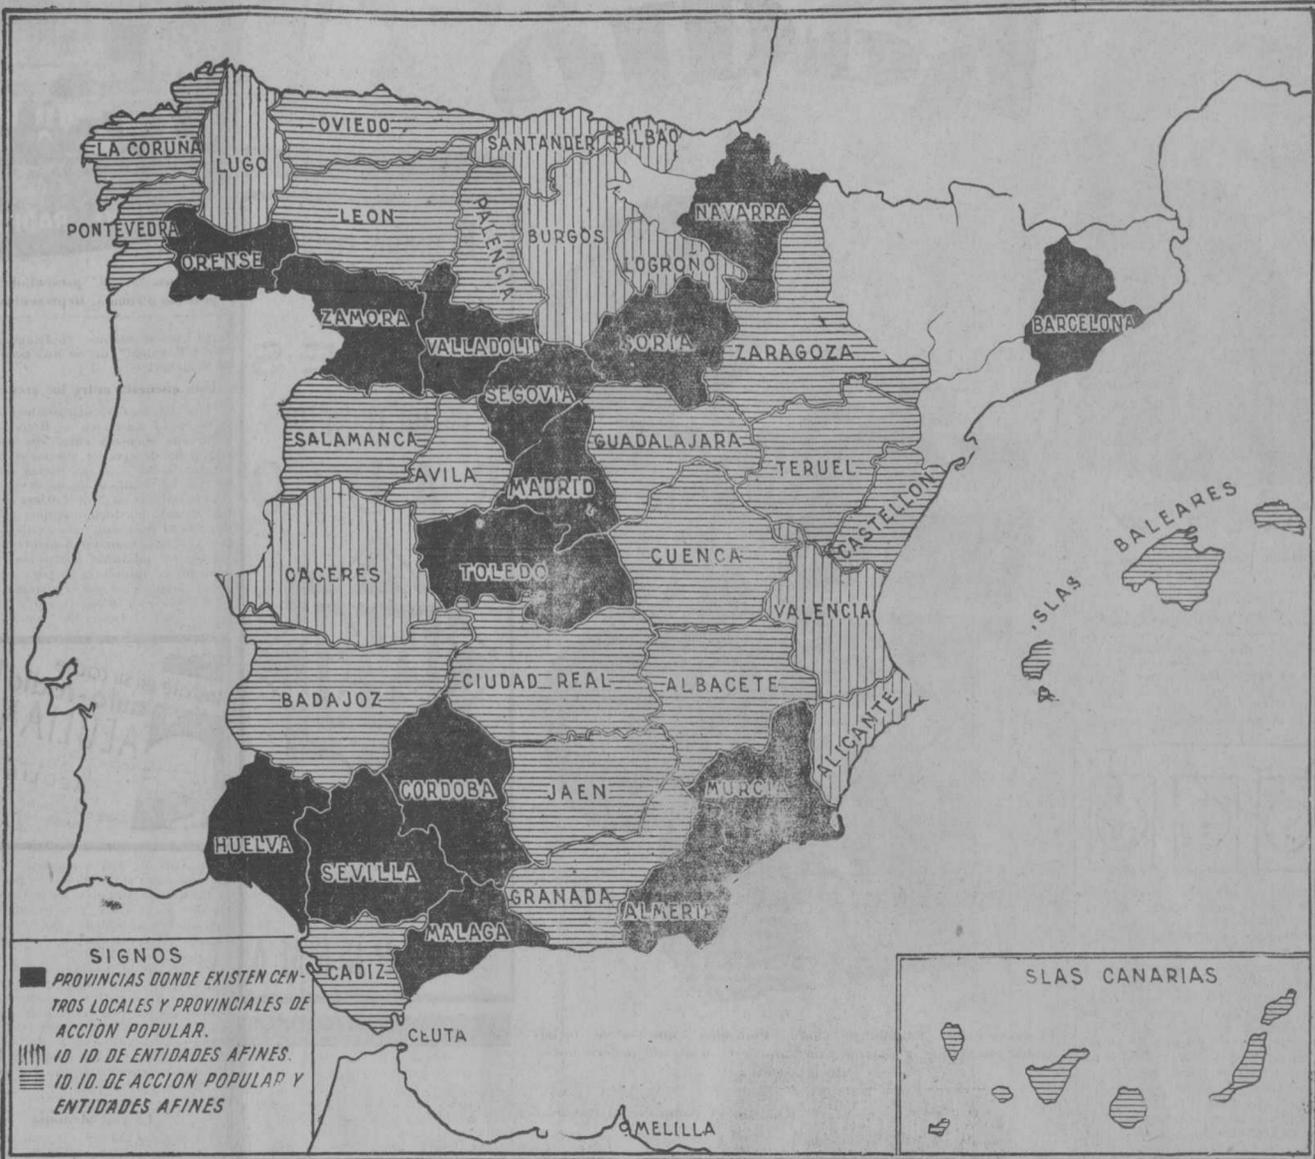 OVIEDO
SANTANDER
BILBAO
LA CORUÑA
LUGO
LEON
PALENCIA
BURGOS
NAVARRA
PONTEVEDRA
ORENSE
LOGROÑO
ZAMORA
VALLADOLID
SORIA
ZARAGOZA
BARCELONA
SEGOVIA
SALAMANCA
AVILA
GUADALAJARA
TERUEL
MADRID
CASTELLON
CACERES
TOLEDO
CUENCA
VALENCIA
SLAS BALEARES
BADAJOZ
CIUDAD REAL
ALBACETE
ALICANTE
CORDOBA
JAEN
MURCI
HUELVA
SEVILLA
GRANADA
ALMERIA
MALAGA
CADIZ
CEUTA
MELILLA
SIGNOS
PROVINCIAS DONDE EXISTEN CEN-
TROS LOCALES Y PROVINCIALES DE
ACCIÓN POPULAR.
ID ID DE ENTIDADES AFINES.
ID. ID. DE ACCION POPULAR Y
ENTIDADES AFINES
SLAS CANARIAS